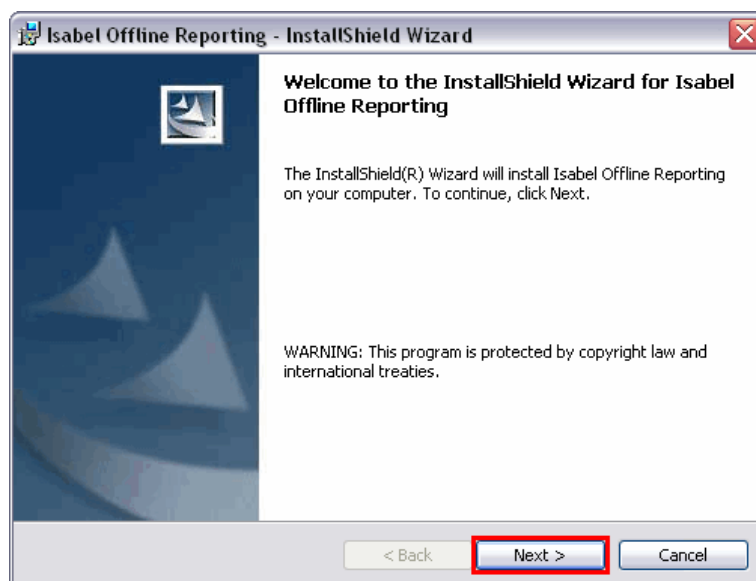 Isabel Offline Reporting - InstallShield Wizard
Welcome to the InstallShield Wizard for Isabel
Offline Reporting
The InstallShield(R) Wizard will install Isabel Offline Reporting
on your computer. To continue, click Next.
WARNING: This program is protected by copyright law and
international treaties.
< Back Next > Cancel